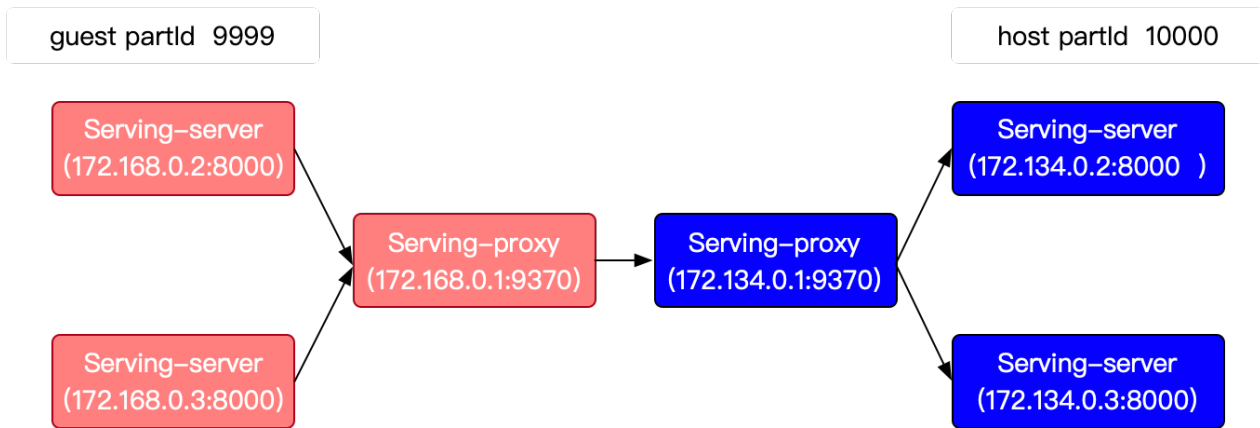 guest partId 9999
host partId 10000
Serving-server
(172.168.0.2:8000)
Serving-server
(172.134.0.2:8000 )
Serving-proxy
(172.168.0.1:9370)
Serving-proxy
(172.134.0.1:9370)
Serving-server
(172.168.0.3:8000)
Serving-server
(172.134.0.3:8000)